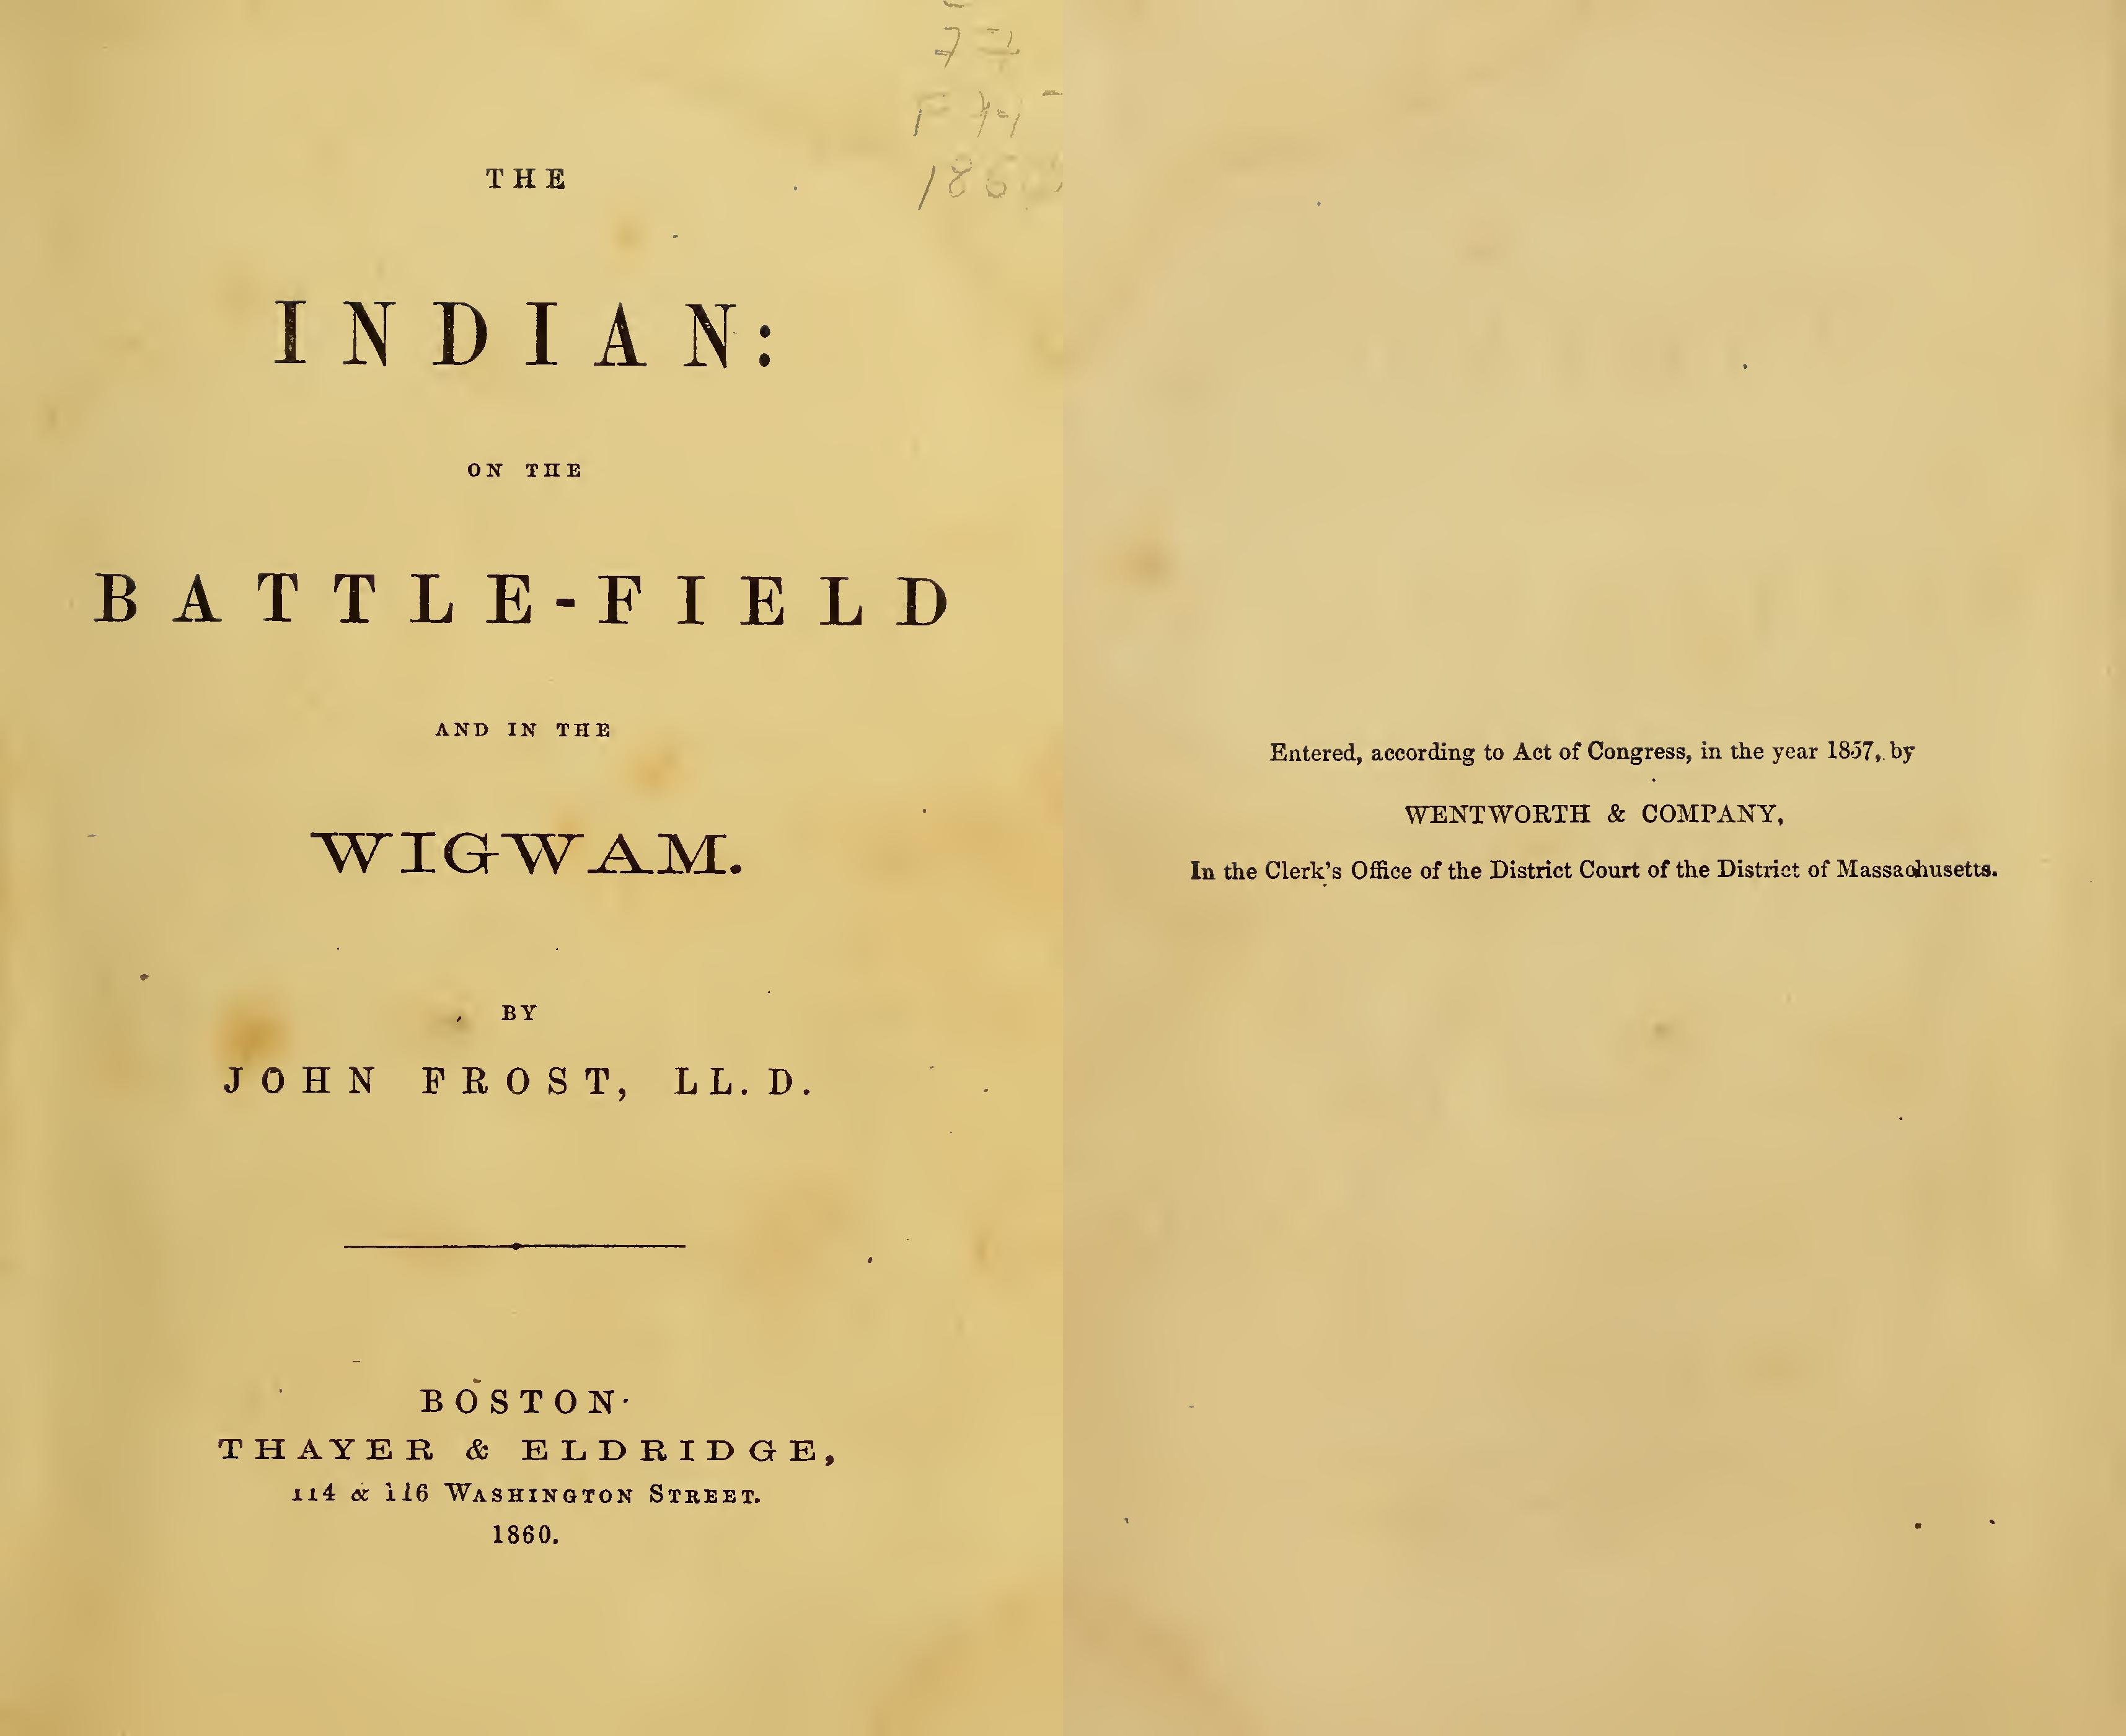 THE
INDIAN:
ON THE
BATTLE-FIELD
AND IN THE
WIGWAM.
BY
JOHN FROST, LL. D.
BOSTON·
THAYER & ELDRIDGE,
114 & 116 WASHINGTON STREET.
1860.
Entered, according to Act of Congress, in the year 1857, by
WENTWORTH & COMPANY,
In the Clerk's Office of the District Court of the District of Massachusetts.